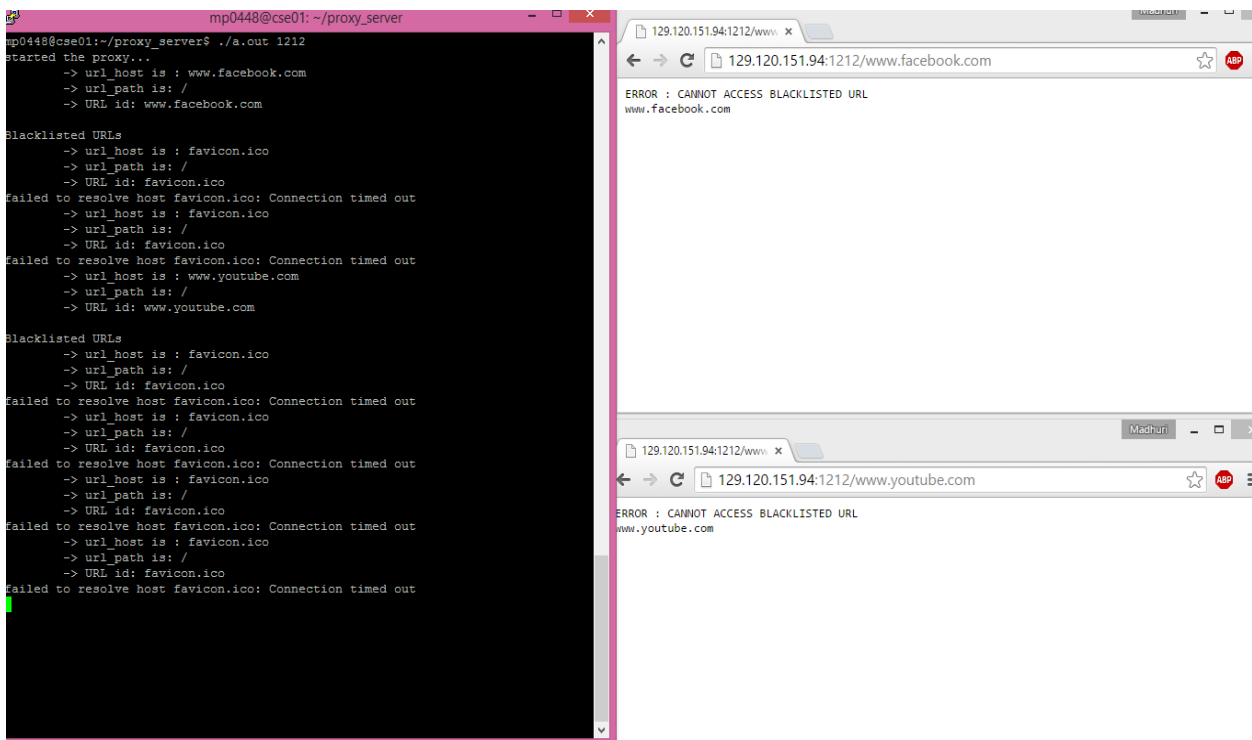 mp0448@cse01: ~/proxy_server
mp0448@cse01:~/proxy_server$ ./a.out 1212
started the proxy...
-> url_host is : www.facebook.com
-> url_path is: /
-> URL id: www.facebook.com
Blacklisted URLs
-> url_host is : favicon.ico
-> url_path is: /
-> URL id: favicon.ico
failed to resolve host favicon.ico: Connection timed out
-> url_host is : favicon.ico
-> url_path is: /
-> URL id: favicon.ico
failed to resolve host favicon.ico: Connection timed out
-> url_host is : www.youtube.com
-> url_path is: /
-> URL id: www.youtube.com
Blacklisted URLs
-> url_host is : favicon.ico
-> url_path is: /
-> URL id: favicon.ico
failed to resolve host favicon.ico: Connection timed out
-> url_host is : favicon.ico
-> url_path is: /
-> URL id: favicon.ico
failed to resolve host favicon.ico: Connection timed out
-> url_host is : favicon.ico
-> url_path is: /
-> URL id: favicon.ico
failed to resolve host favicon.ico: Connection timed out
-> url_host is : favicon.ico
-> url_path is: /
-> URL id: favicon.ico
failed to resolve host favicon.ico: Connection timed out
Madhuri
129.120.151.94:1212/www
129.120.151.94:1212/www.facebook.com
ABP
ERROR : CANNOT ACCESS BLACKLISTED URL
www.facebook.com
Madhuri
129.120.151.94:1212/www
129.120.151.94:1212/www.youtube.com
ABP
ERROR : CANNOT ACCESS BLACKLISTED URL
www.youtube.com